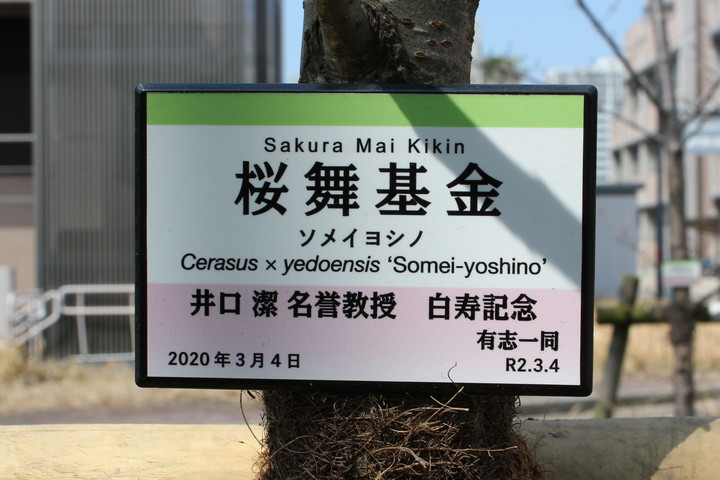 Sakura Mai Kikin
桜舞基金
ソメイヨシノ
Cerasus × yedoensis ‘Somei-yoshino’
井口 潔 名誉教授 白寿記念
有志一同
2020年3月4日 R2.3.4